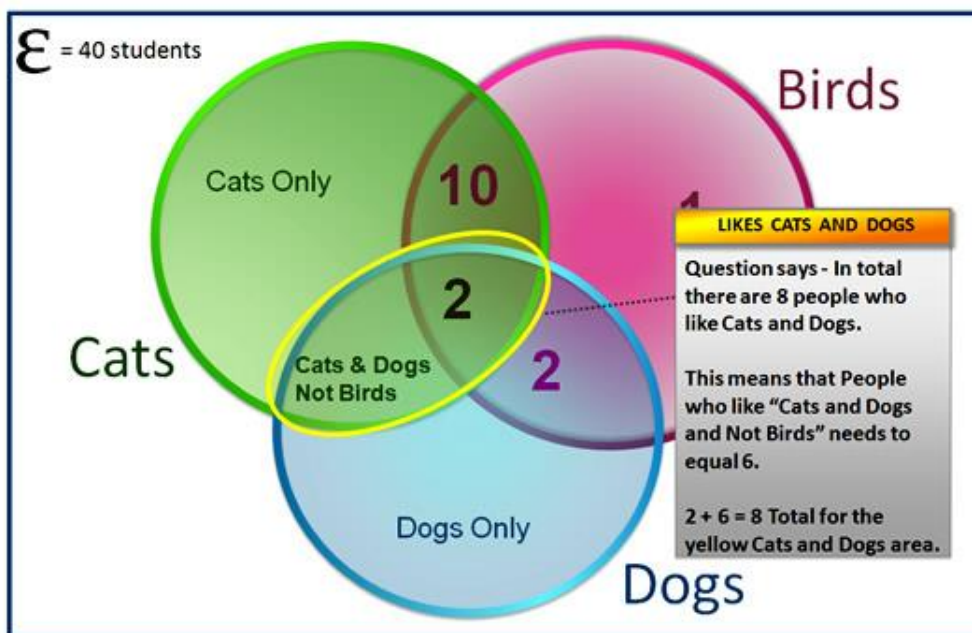 ε = 40 students
Birds
Cats Only
10
LIKES CATS AND DOGS
Question says - In total
there are 8 people who
like Cats and Dogs.
2
Cats
Cats & Dogs
Not Birds
2
This means that People
who like “Cats and Dogs
and Not Birds” needs to
equal 6.
Dogs Only
2 + 6 = 8 Total for the
yellow Cats and Dogs area.
Dogs